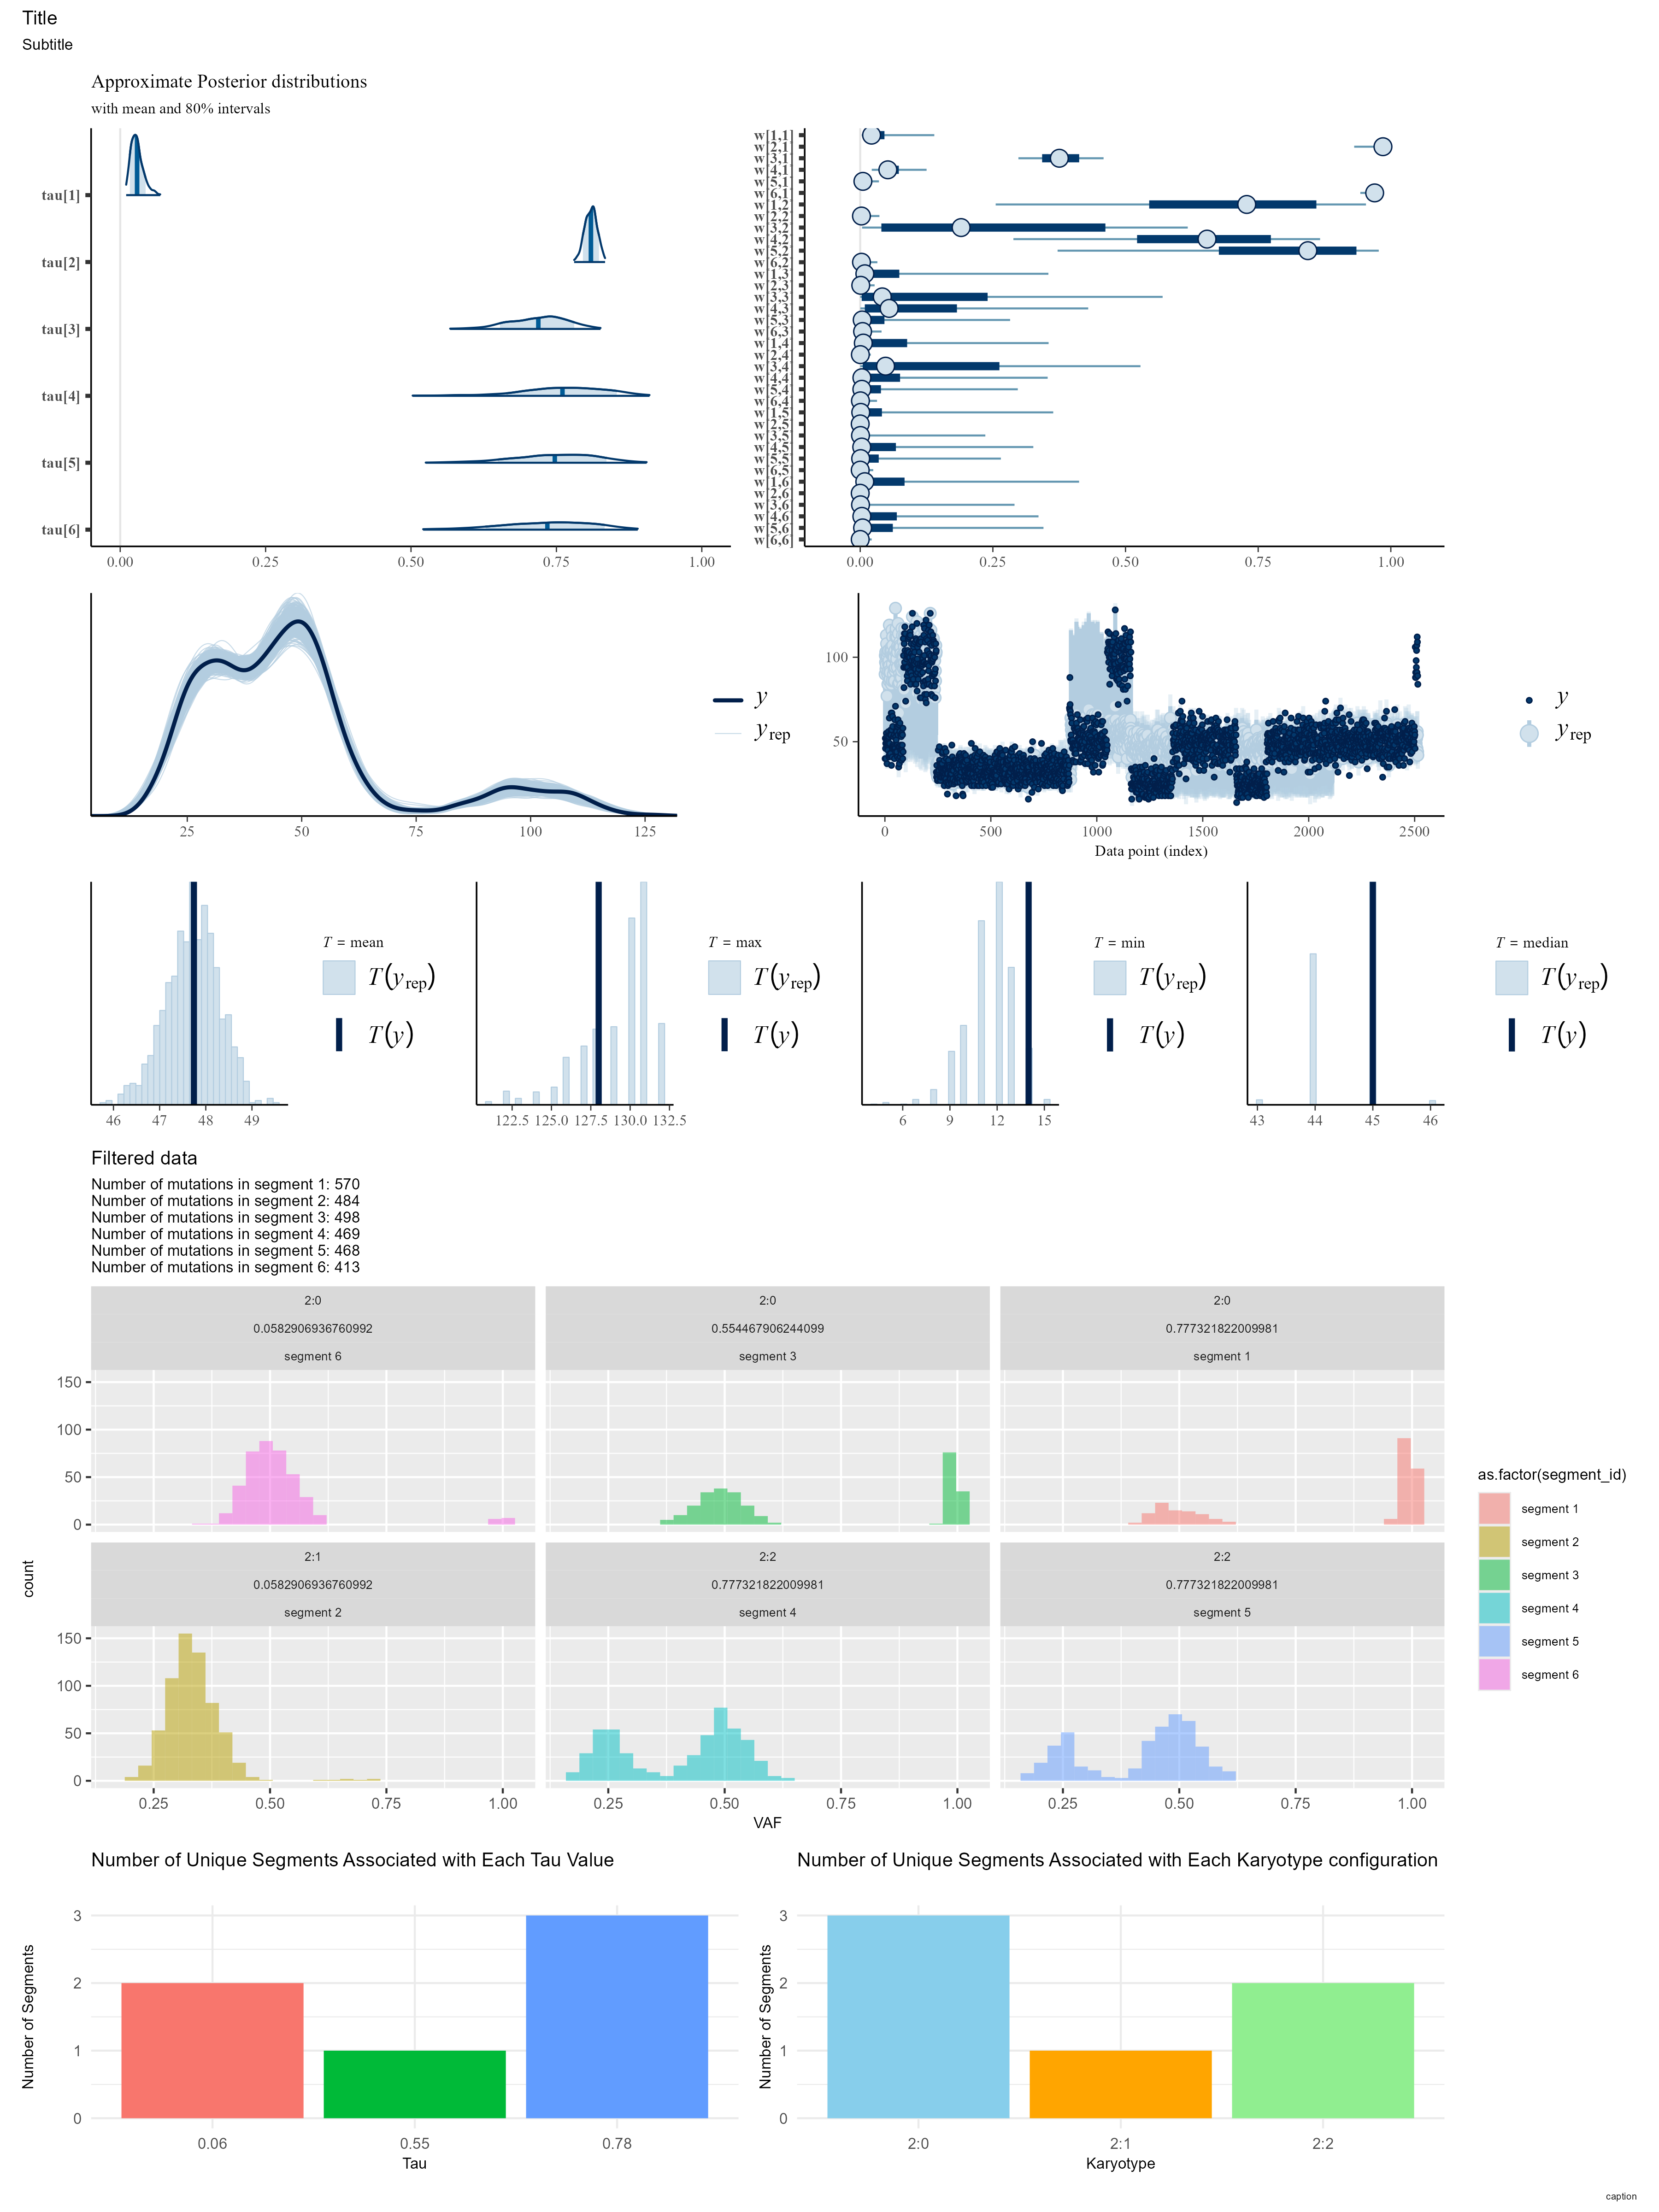 Title
Subtitle
Approximate Posterior distributions
with mean and 80% intervals
tau[1]
tau[2]
tau[3]
tau[4]
tau[5]
tau[6]
0.00 0.25 0.50 0.75 1.00
w[1,1]
w[2,1]
w[3,1]
w[4,1]
w[5,1]
w[6,1]
w[1,2]
w[2,2]
w[3,2]
w[4,2]
w[5,2]
w[6,2]
w[1,3]
w[2,3]
w[3,3]
w[4,3]
w[5,3]
w[6,3]
w[1,4]
w[2,4]
w[3,4]
w[4,4]
w[5,4]
w[6,4]
w[1,5]
w[2,5]
w[3,5]
w[4,5]
w[5,5]
w[6,5]
w[1,6]
w[2,6]
w[3,6]
w[4,6]
w[5,6]
w[6,6]
0.00 0.25 0.50 0.75 1.00
y
yrep
25 50 75 100 125
100
50
0 500 1000 1500 2000 2500
Data point (index)
y
yrep
T = mean
T(yrep)
T(y)
46 47 48 49
T = max
T(yrep)
T(y)
122.5 125.0 127.5 130.0 132.5
T = min
T(yrep)
T(y)
6 9 12 15
T = median
T(yrep)
T(y)
43 44 45 46
Filtered data
Number of mutations in segment 1: 570
Number of mutations in segment 2: 484
Number of mutations in segment 3: 498
Number of mutations in segment 4: 469
Number of mutations in segment 5: 468
Number of mutations in segment 6: 413
2:0 2:0 2:0
0.0582906936760992 0.554467906244099 0.777321822009981
segment 6 segment 3 segment 1
150
100
50
0
2:1 2:2 2:2
0.0582906936760992 0.777321822009981 0.777321822009981
segment 2 segment 4 segment 5
150
100
50
0
count
0.25 0.50 0.75 1.00 0.25 0.50 0.75 1.00 0.25 0.50 0.75 1.00
VAF
as.factor(segment_id)
segment 1
segment 2
segment 3
segment 4
segment 5
segment 6
Number of Unique Segments Associated with Each Tau Value
Number of Segments
3
2
1
0
0.06 0.55 0.78
Tau
Number of Unique Segments Associated with Each Karyotype configuration
Number of Segments
3
2
1
0
2:0 2:1 2:2
Karyotype
caption